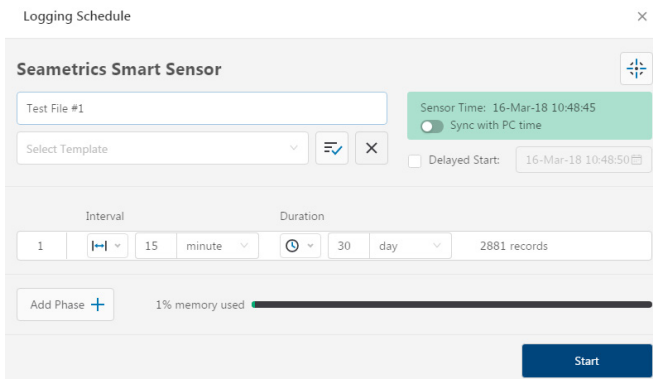 Logging Schedule
Seametrics Smart Sensor
Test File #1
Sensor Time: 16-Mar-18 10:48:45
Sync with PC time
Select Template
Delayed Start: 16-Mar-18 10:48:50
Interval Duration
1 15 minute 30 day 2881 records
Add Phase 1% memory used
Start